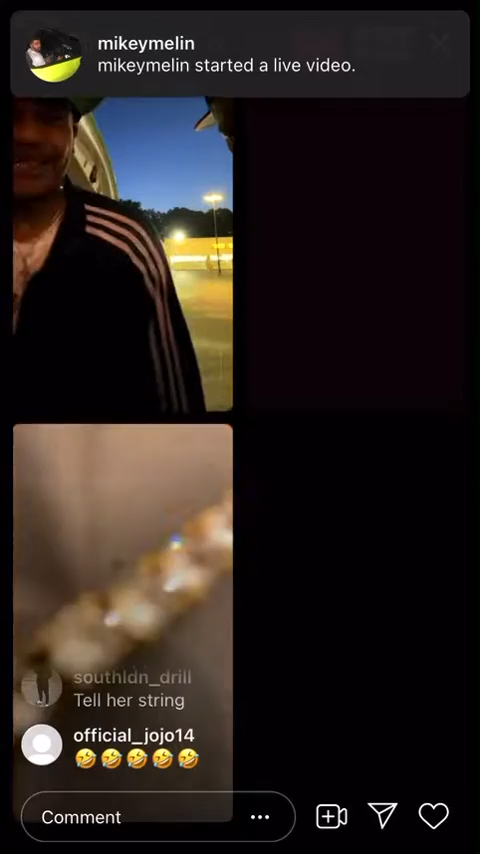 mikeymelin
mikeymelin started a live video.
southldn_drill
Tell her string
official_jojo14
🤣🤣🤣🤣🤣
Comment